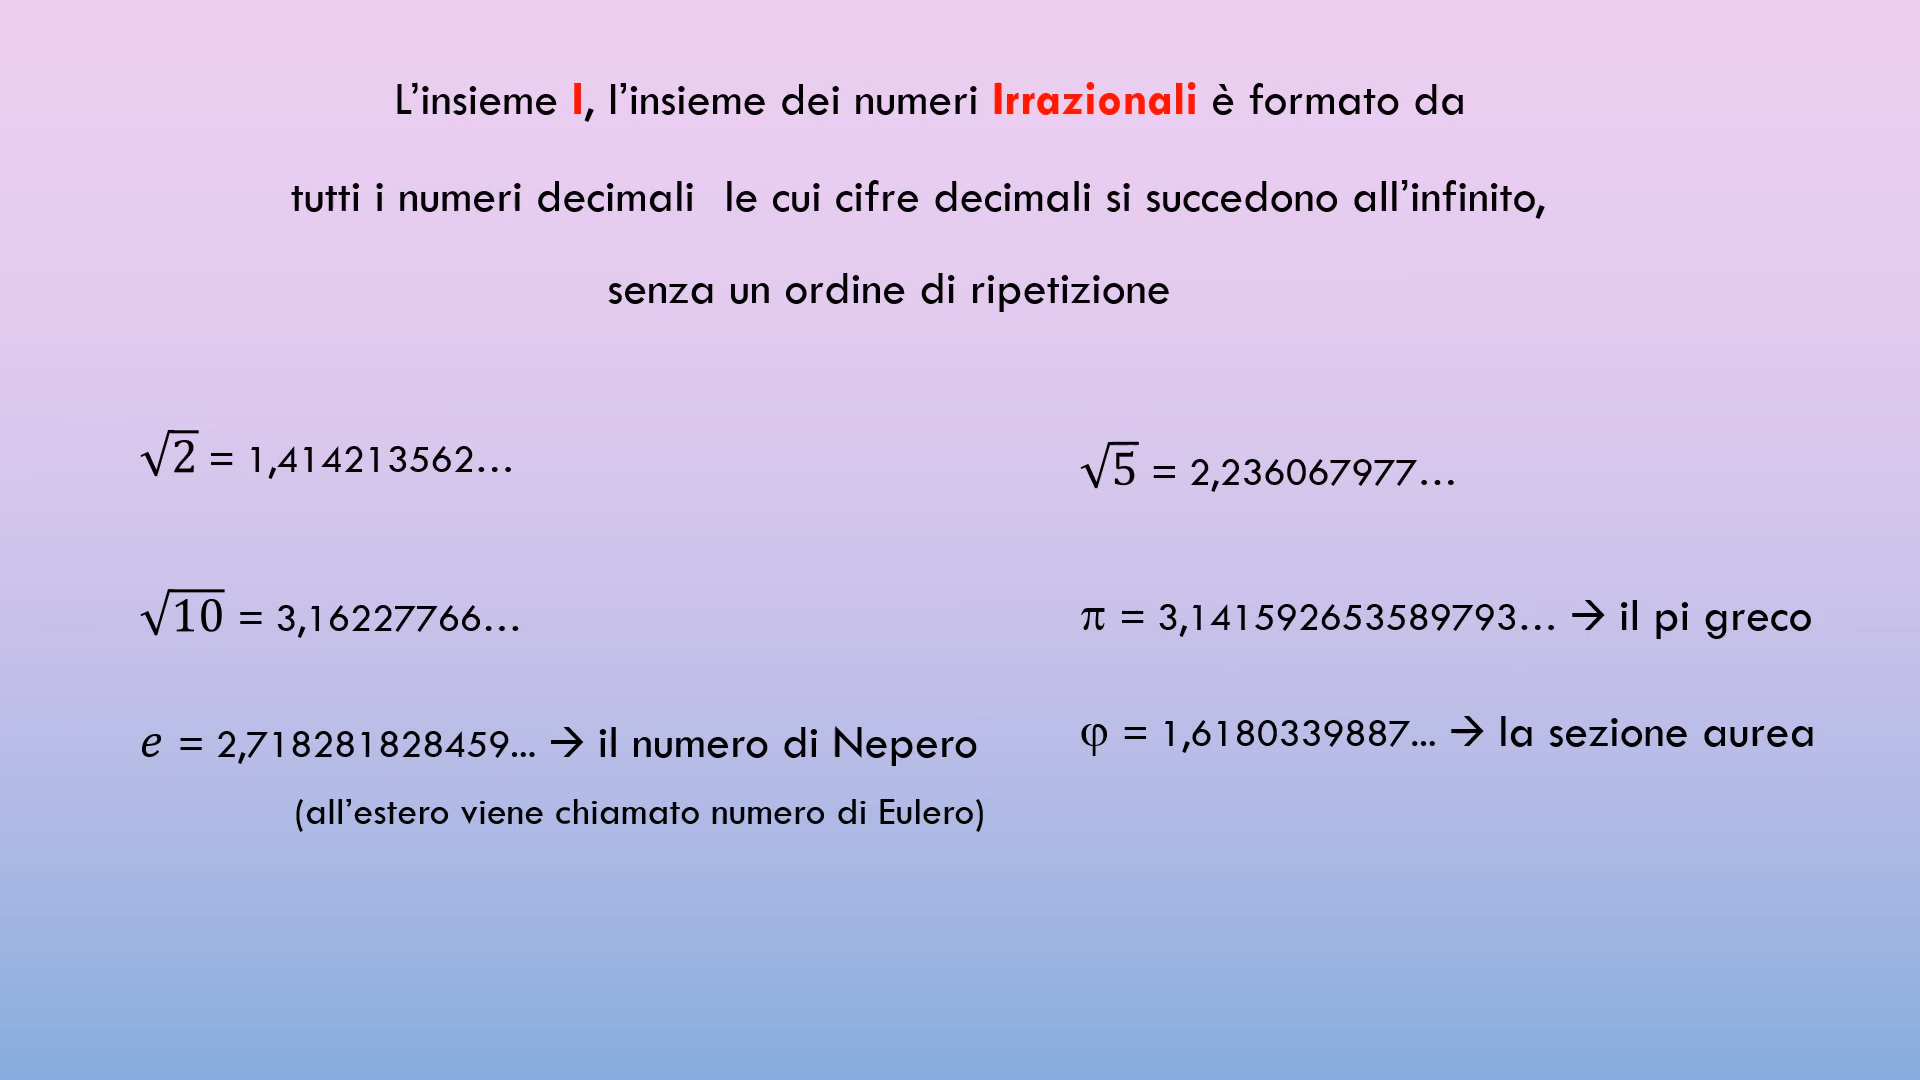 L’insieme I, l’insieme dei numeri Irrazionali è formato da
tutti i numeri decimali le cui cifre decimali si succedono all’infinito,
senza un ordine di ripetizione
√2 = 1,414213562…
√5 = 2,236067977…
√10 = 3,16227766…
π = 3,141592653589793… → il pi greco
e = 2,718281828459... → il numero di Nepero
(all’estero viene chiamato numero di Eulero)
φ = 1,6180339887... → la sezione aurea